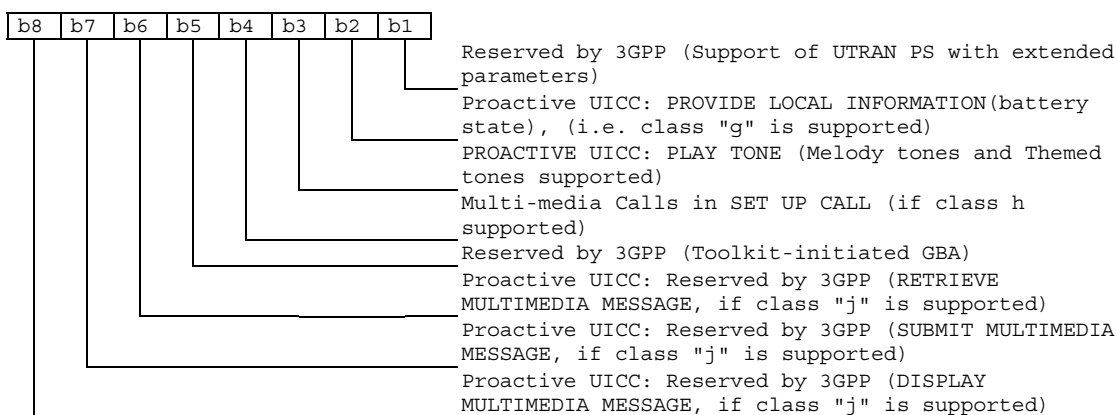 b8 b7 b6 b5 b4 b3 b2 b1
Reserved by 3GPP (Support of UTRAN PS with extended
parameters)
Proactive UICC: PROVIDE LOCAL INFORMATION(battery
state), (i.e. class "g" is supported)
PROACTIVE UICC: PLAY TONE (Melody tones and Themed
tones supported)
Multi-media Calls in SET UP CALL (if class h
supported)
Reserved by 3GPP (Toolkit-initiated GBA)
Proactive UICC: Reserved by 3GPP (RETRIEVE
MULTIMEDIA MESSAGE, if class "j" is supported)
Proactive UICC: Reserved by 3GPP (SUBMIT MULTIMEDIA
MESSAGE, if class "j" is supported)
Proactive UICC: Reserved by 3GPP (DISPLAY
MULTIMEDIA MESSAGE, if class "j" is supported)